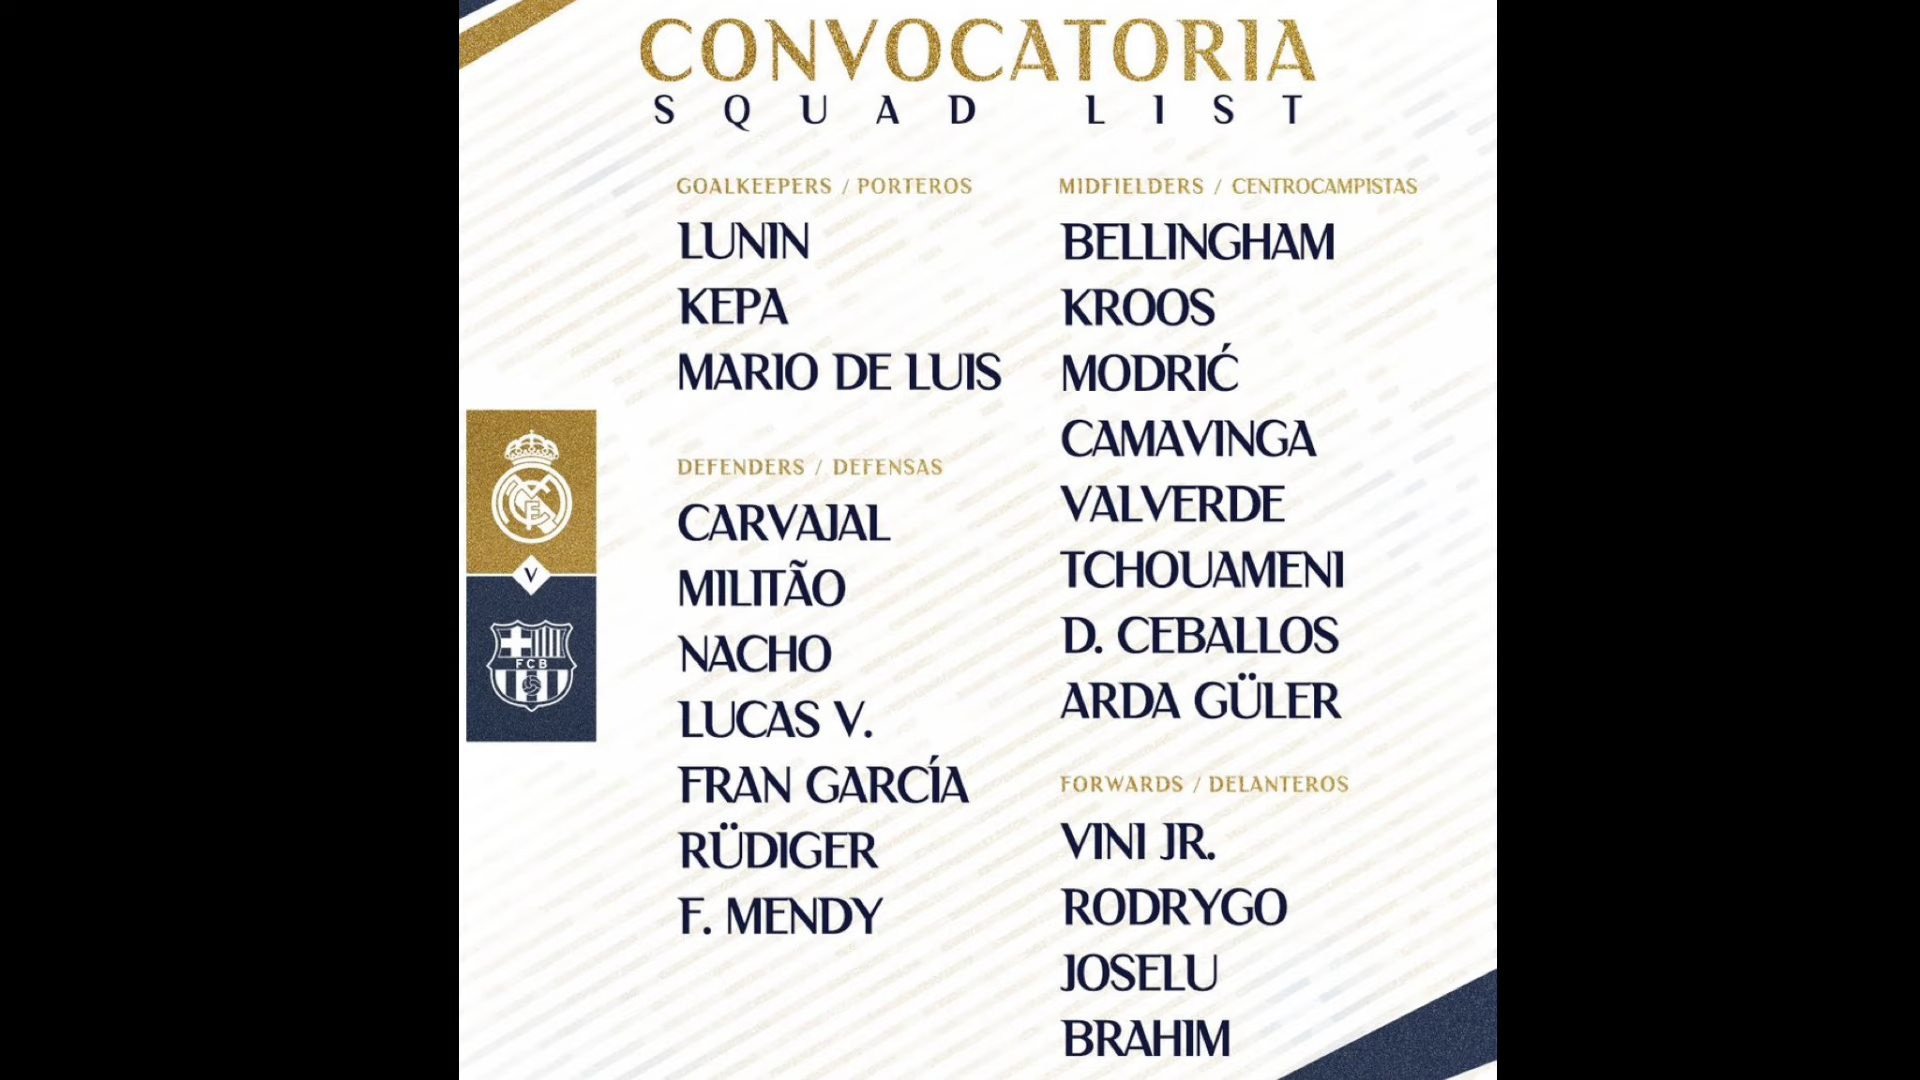 CONVOCATORIA
SQUAD LIST
GOALKEEPERS / PORTEROS
LUNIN
KEPA
MARIO DE LUIS
DEFENDERS / DEFENSAS
CARVAJAL
MILITÃO
NACHO
LUCAS V.
FRAN GARCÍA
RÜDIGER
F. MENDY
MIDFIELDERS / CENTROCAMPISTAS
BELLINGHAM
KROOS
MODRIĆ
CAMAVINGA
VALVERDE
TCHOUAMENI
D. CEBALLOS
ARDA GÜLER
FORWARDS / DELANTEROS
VINI JR.
RODRYGO
JOSELU
BRAHIM
V
FCB